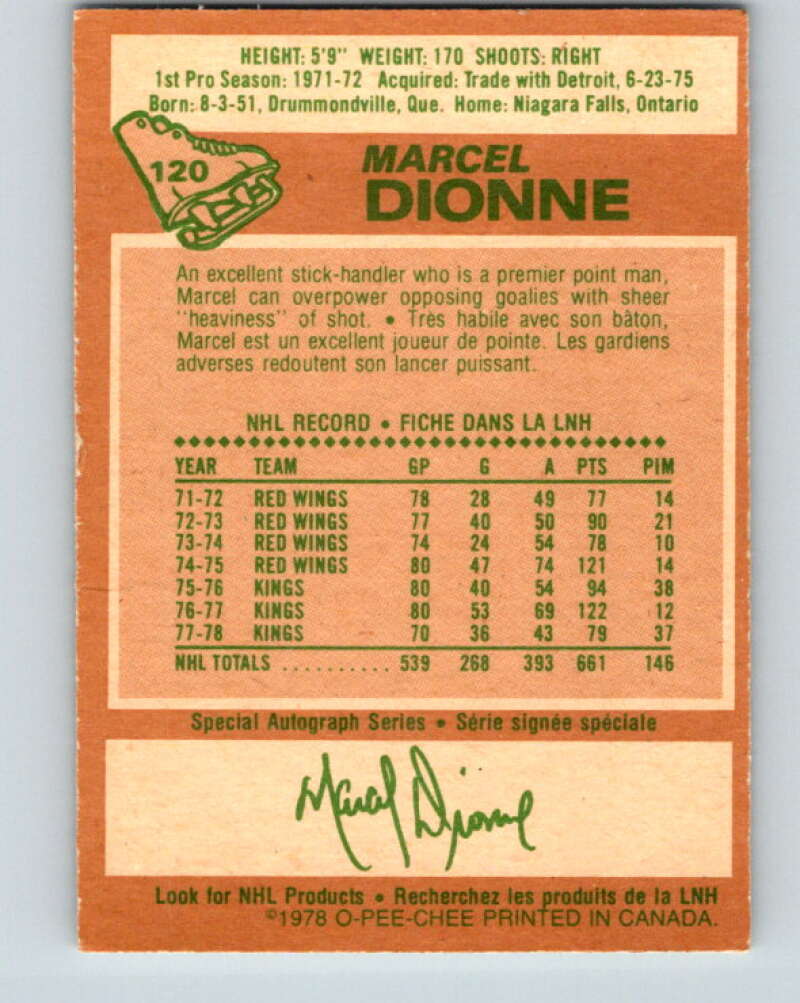 HEIGHT: 5'9" WEIGHT: 170 SHOOTS: RIGHT
1st Pro Season: 1971-72 Acquired: Trade with Detroit, 6-23-75
Born: 8-3-51, Drummondville, Que. Home: Niagara Falls, Ontario
120
MARCEL
DIONNE
An excellent stick-handler who is a premier point man,
Marcel can overpower opposing goalies with sheer
"heaviness" of shot. • Très habile avec son bâton,
Marcel est un excellent joueur de pointe. Les gardiens
adverses redoutent son lancer puissant.
NHL RECORD • FICHE DANS LA LNH
YEAR TEAM GP G A PTS PIM
71-72 RED WINGS 78 28 49 77 14
72-73 RED WINGS 77 40 50 90 21
73-74 RED WINGS 74 24 54 78 10
74-75 RED WINGS 80 47 74 121 14
75-76 KINGS 80 40 54 94 38
76-77 KINGS 80 53 69 122 12
77-78 KINGS 70 36 43 79 37
NHL TOTALS .......... 539 268 393 661 146
Special Autograph Series • Série signée spéciale
Marcel Dionne
Look for NHL Products • Recherchez les produits de la LNH
©1978 O-PEE-CHEE PRINTED IN CANADA.